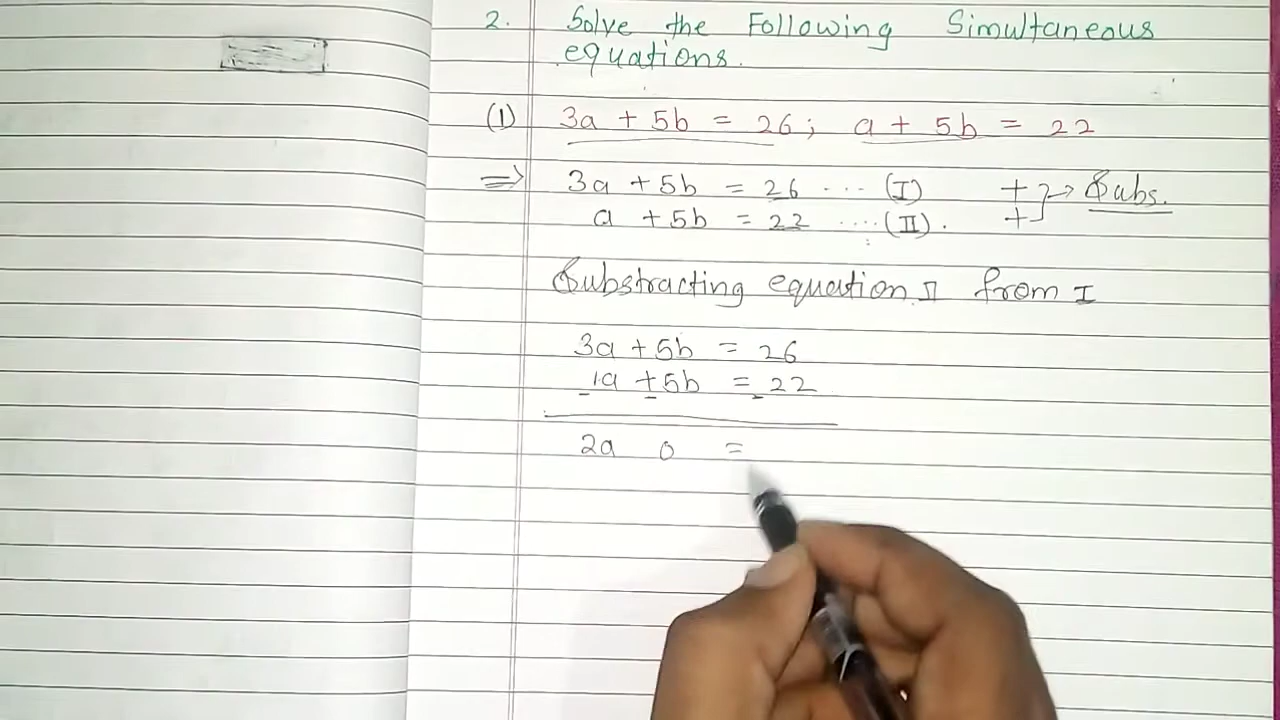 2. Solve the Following Simultaneous
equations.
(1) 3a + 5b = 26; a + 5b = 22
⇒ 3a + 5b = 26 ... (I) + → Subs.
a + 5b = 22 .... (II). +
Substracting equation II from I
3a + 5b = 26
1a + 5b = 22
- - -
2a 0 =